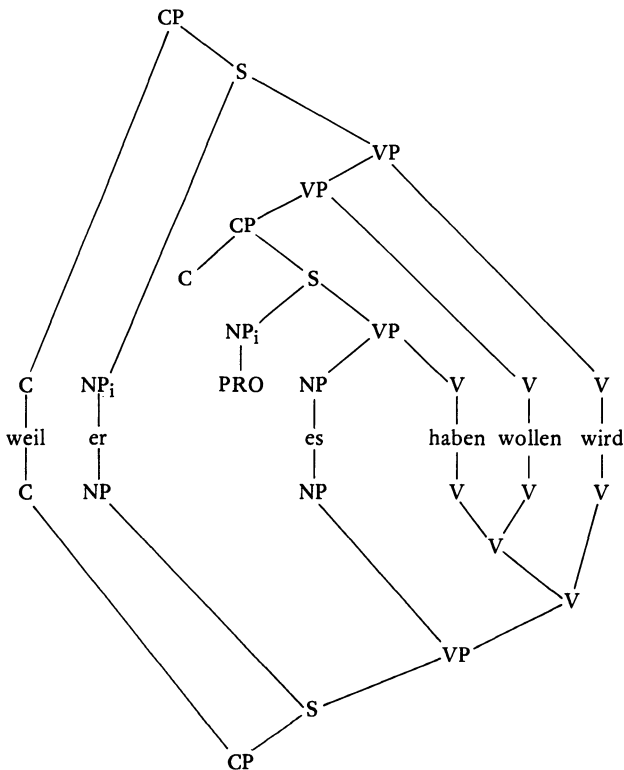 CP
S
VP
VP
CP
C S
NPi VP
C NPi PRO NP V V V
weil er es haben wollen wird
C NP NP V V V
V
V
VP
S
CP